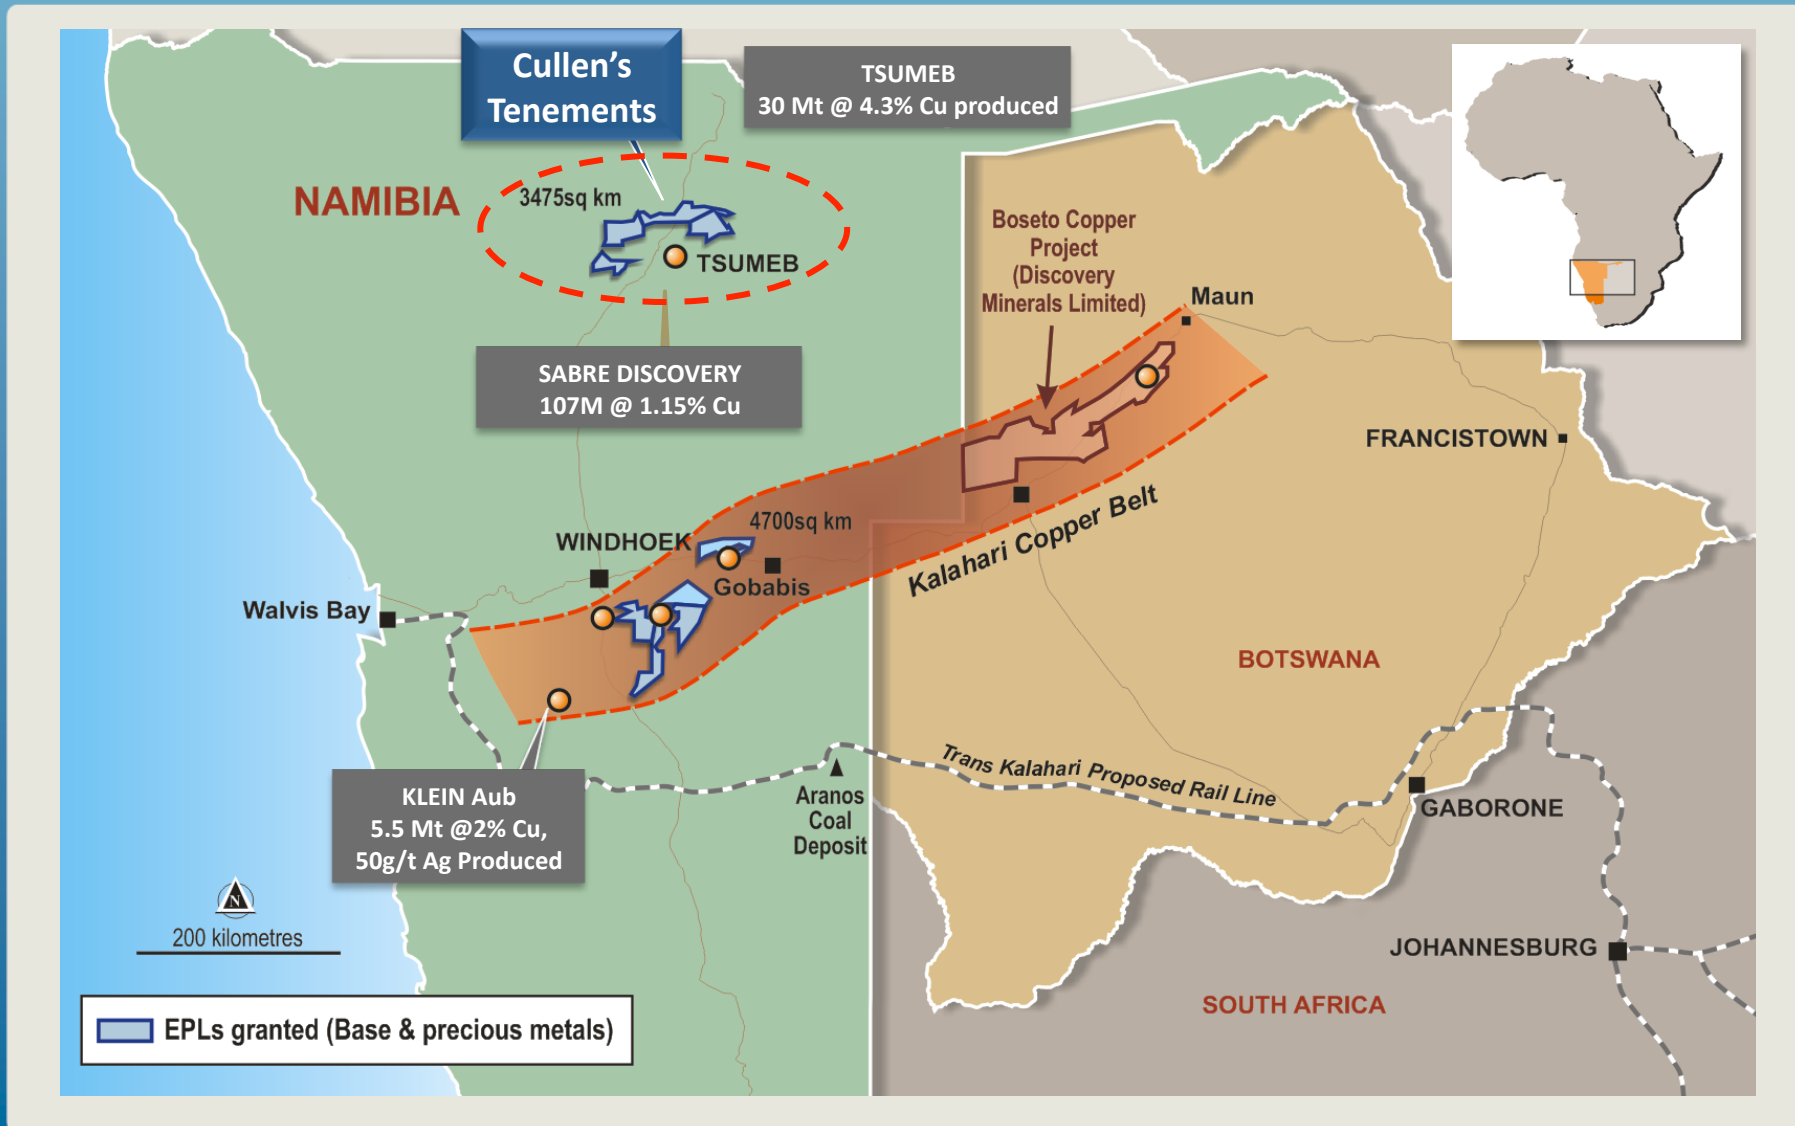 Cullen’s
Tenements
TSUMEB
30 Mt @ 4.3% Cu produced
NAMIBIA
3475sq km
TSUMEB
Boseto Copper
Project
(Discovery
Minerals Limited)
Maun
SABRE DISCOVERY
107M @ 1.15% Cu
FRANCISTOWN
4700sq km
WINDHOEK
Gobabis
Kalahari Copper Belt
Walvis Bay
BOTSWANA
Trans Kalahari Proposed Rail Line
KLEIN Aub
5.5 Mt @2% Cu,
50g/t Ag Produced
Aranos
Coal
Deposit
GABORONE
N
200 kilometres
JOHANNESBURG
SOUTH AFRICA
EPLs granted (Base & precious metals)